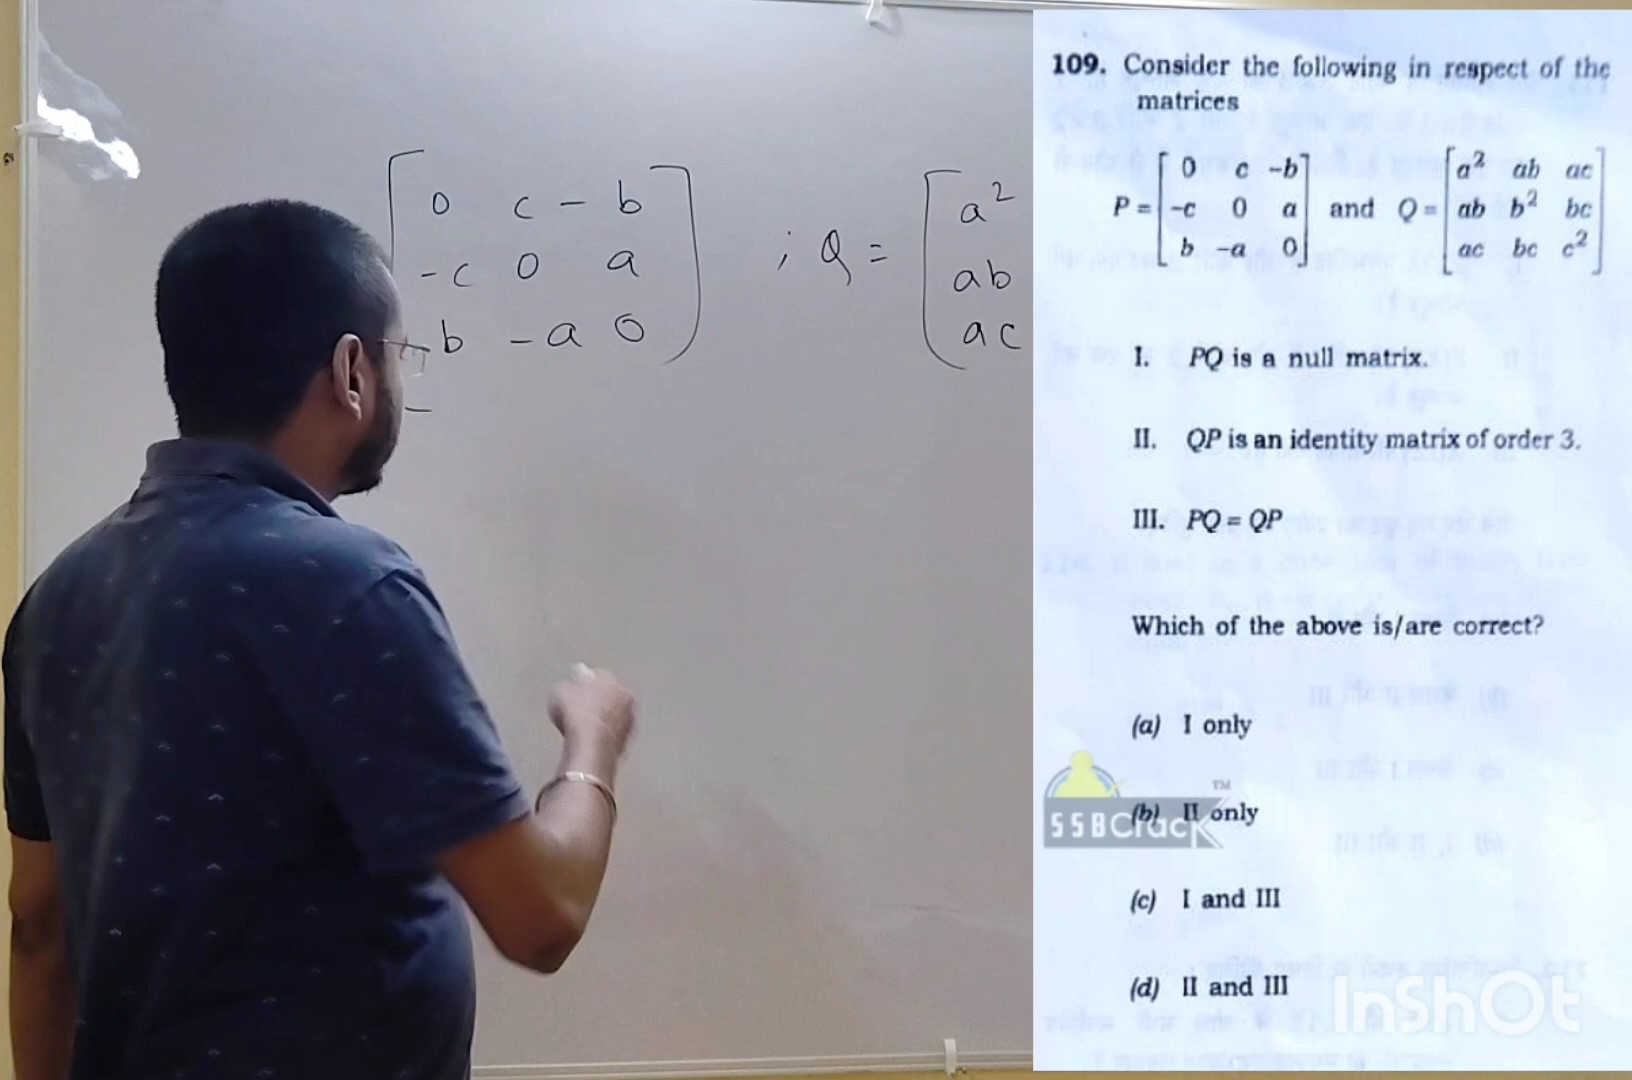 0 c - b
- c 0 a
b - a 0
; Q =
a²
ab
ac
109. Consider the following in respect of the
matrices
P = [0 c -b; -c 0 a; b -a 0] and Q = [a² ab ac; ab b² bc; ac bc c²]
I. PQ is a null matrix.
II. QP is an identity matrix of order 3.
III. PQ = QP
Which of the above is/are correct?
(a) I only
(b) II only
(c) I and III
(d) II and III
SSBCrack™
InShOt